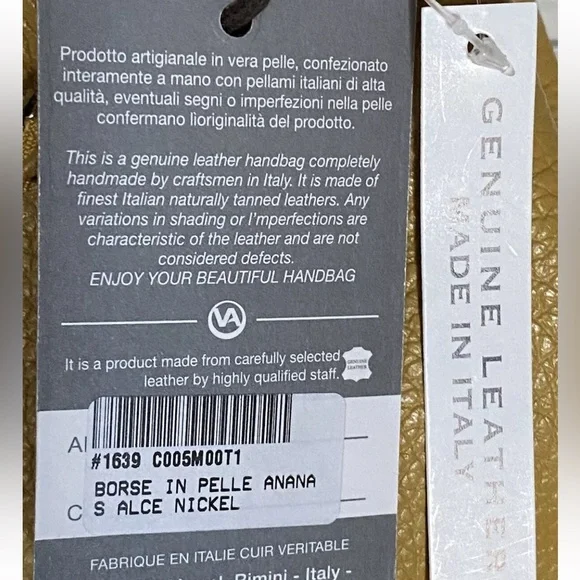 Prodotto artigianale in vera pelle, confezionato
interamente a mano con pellami italiani di alta
qualità, eventuali segni o imperfezioni nella pelle
confermano lìoriginalità del prodotto.
This is a genuine leather handbag completely
handmade by craftsmen in Italy. It is made of
finest Italian naturally tanned leathers. Any
variations in shading or I'mperfections are
characteristic of the leather and are not
considered defects.
ENJOY YOUR BEAUTIFUL HANDBAG
VA
It is a product made from carefully selected
leather by highly qualified staff.
GENUINE
LEATHER
#1639 C005M00T1
BORSE IN PELLE ANANA
S ALCE NICKEL
C
FABRIQUE EN ITALIE CUIR VERITABLE
Rimini - Italy -
GENUINE LEATHER
MADE IN ITALY